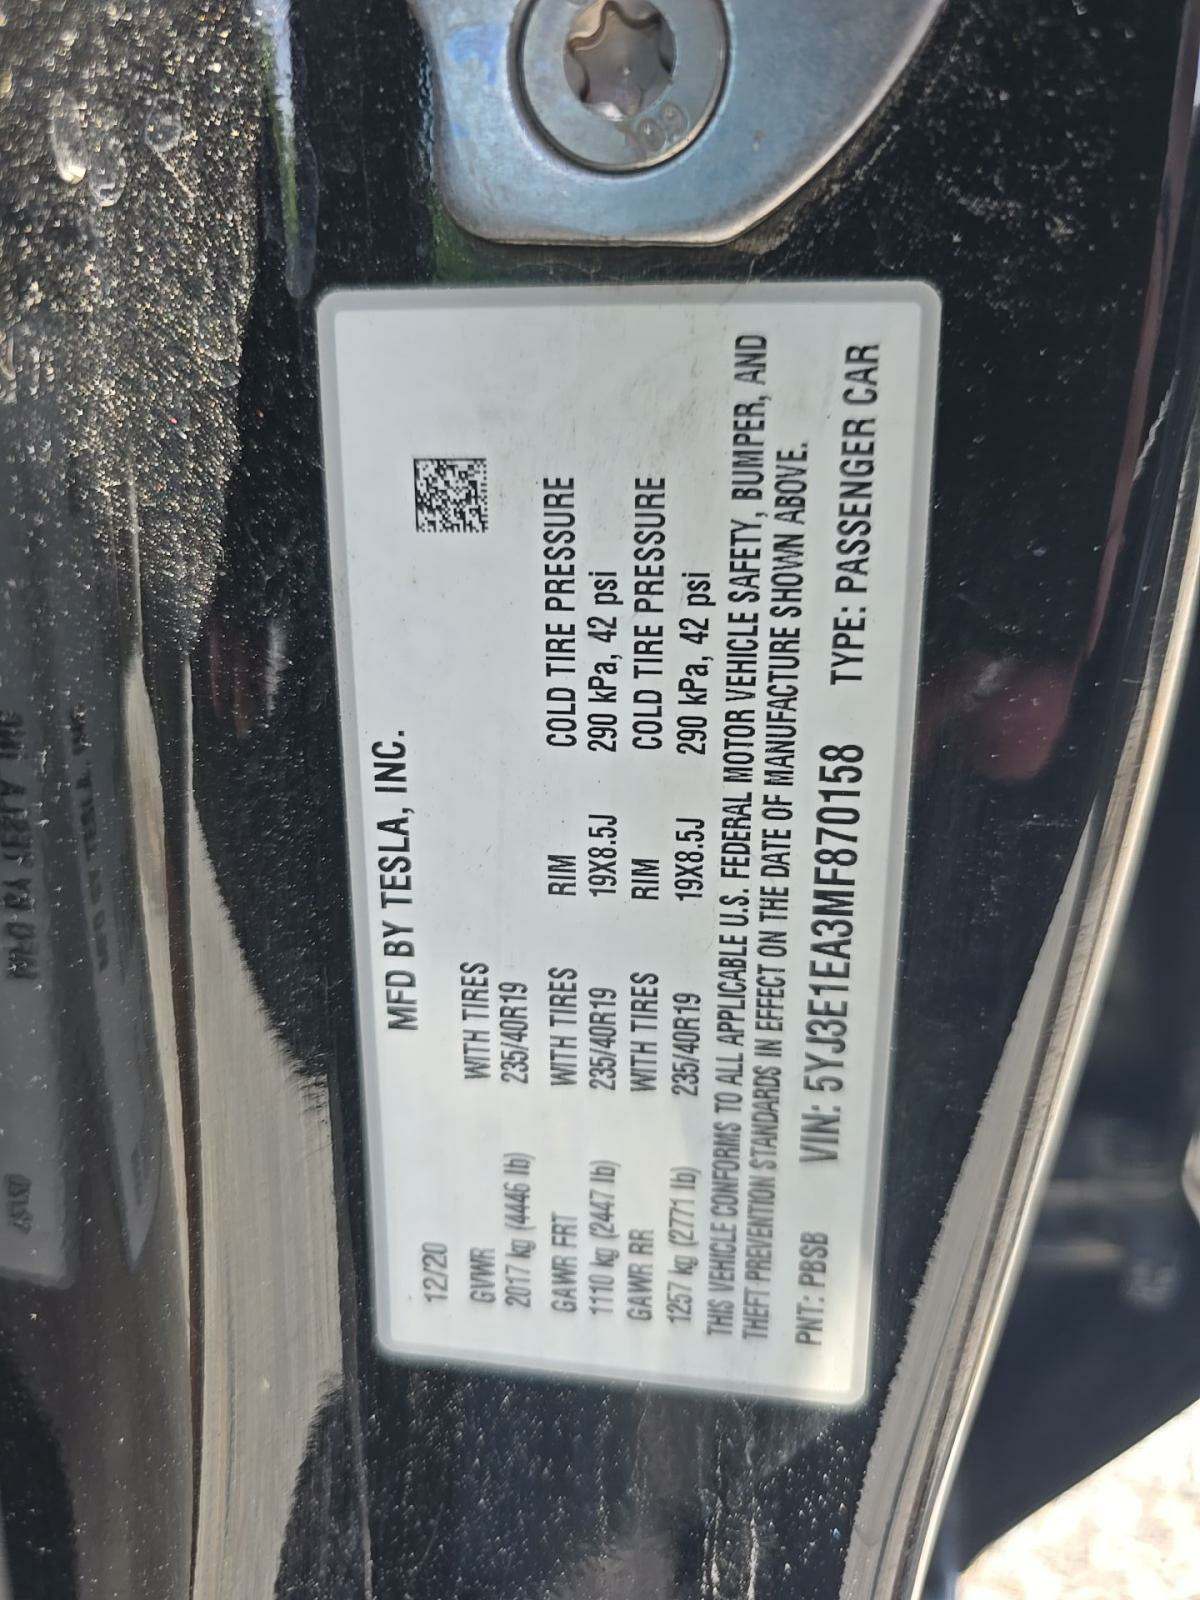 MFD BY TESLA, INC.
12/20
GVWR WITH TIRES
2017 kg (4446 lb) 235/40R19
GAWR FRT WITH TIRES RIM COLD TIRE PRESSURE
1110 kg (2447 lb) 235/40R19 19X8.5J 290 kPa, 42 psi
GAWR RR WITH TIRES RIM COLD TIRE PRESSURE
1257 kg (2771 lb) 235/40R19 19X8.5J 290 kPa, 42 psi
THIS VEHICLE CONFORMS TO ALL APPLICABLE U.S. FEDERAL MOTOR VEHICLE SAFETY, BUMPER, AND
THEFT PREVENTION STANDARDS IN EFFECT ON THE DATE OF MANUFACTURE SHOWN ABOVE.
PNT: PBSB VIN: 5YJ3E1EA3MF870158 TYPE: PASSENGER CAR